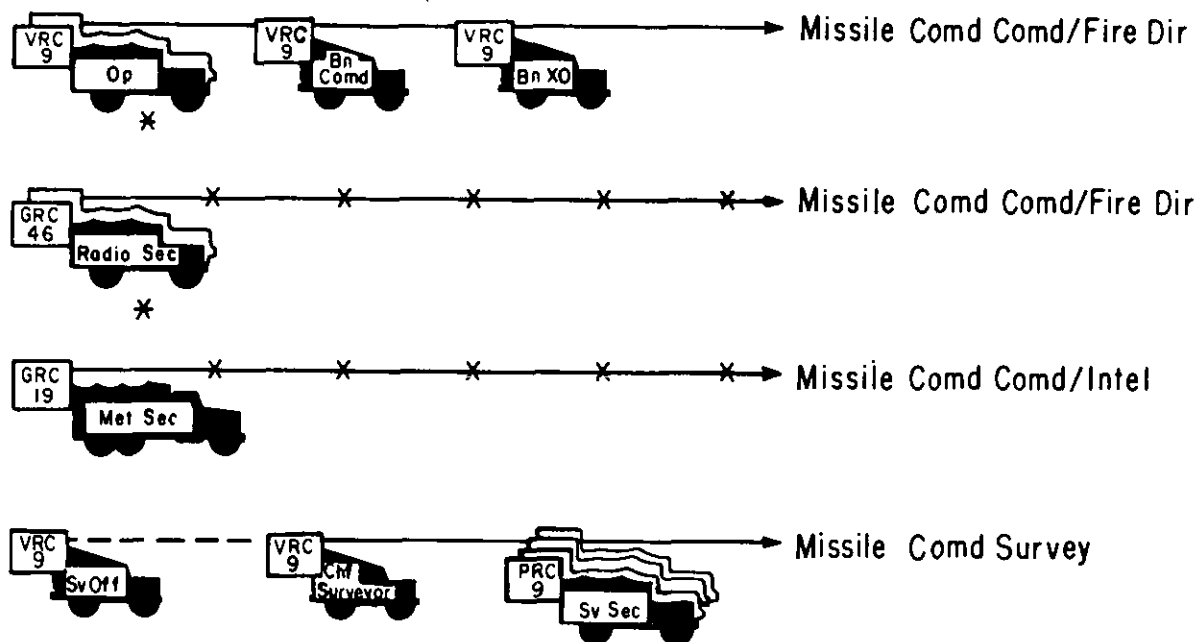 VRC 9 Op
VRC 9 Bn Comd
VRC 9 Bn XO
Missile Comd Comd/Fire Dir
*
GRC 46 Radio Sec
Missile Comd Comd/Fire Dir
*
GRC 19 Met Sec
Missile Comd Comd/Intel
VRC 9 Sv Off
VRC 9 Chf Surveyor
PRC 9 Sv Sec
Missile Comd Survey